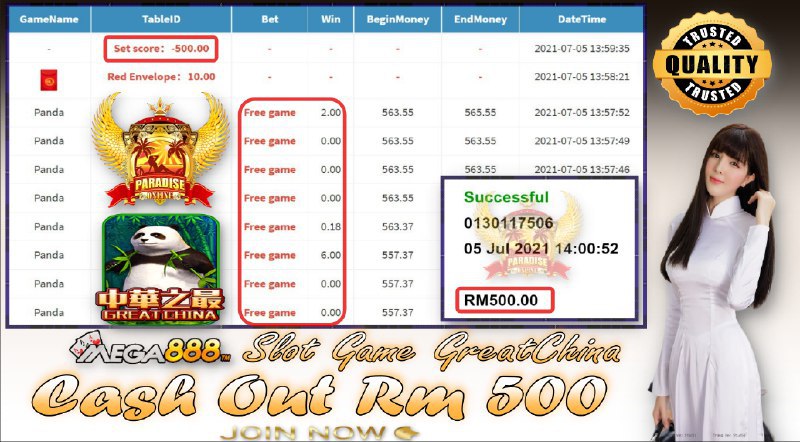 GameName TableID Bet Win BeginMoney EndMoney DateTime
- Set score: -500.00 - - - - 2021-07-05 13:59:35
Red Envelope: 10.00 - - - - 2021-07-05 13:58:21
Panda Free game 2.00 563.55 565.55 2021-07-05 13:57:52
Panda Free game 0.00 563.55 563.55 2021-07-05 13:57:49
Panda Free game 0.00 563.55 563.55 2021-07-05 13:57:46
Panda Free game 0.00 563.55
Panda Free game 0.18 563.37
Panda Free game 6.00 557.37
Panda Free game 0.00 557.37
Panda Free game 0.00 557.37
PARADISE
ONLINE
中華之最
GREAT CHINA
Successful
0130117506
05 Jul 2021 14:00:52
RM500.00
TRUSTED
QUALITY
TRUSTED
MEGA888™ Slot Game GreatChina
Cash Out Rm 500
JOIN NOW